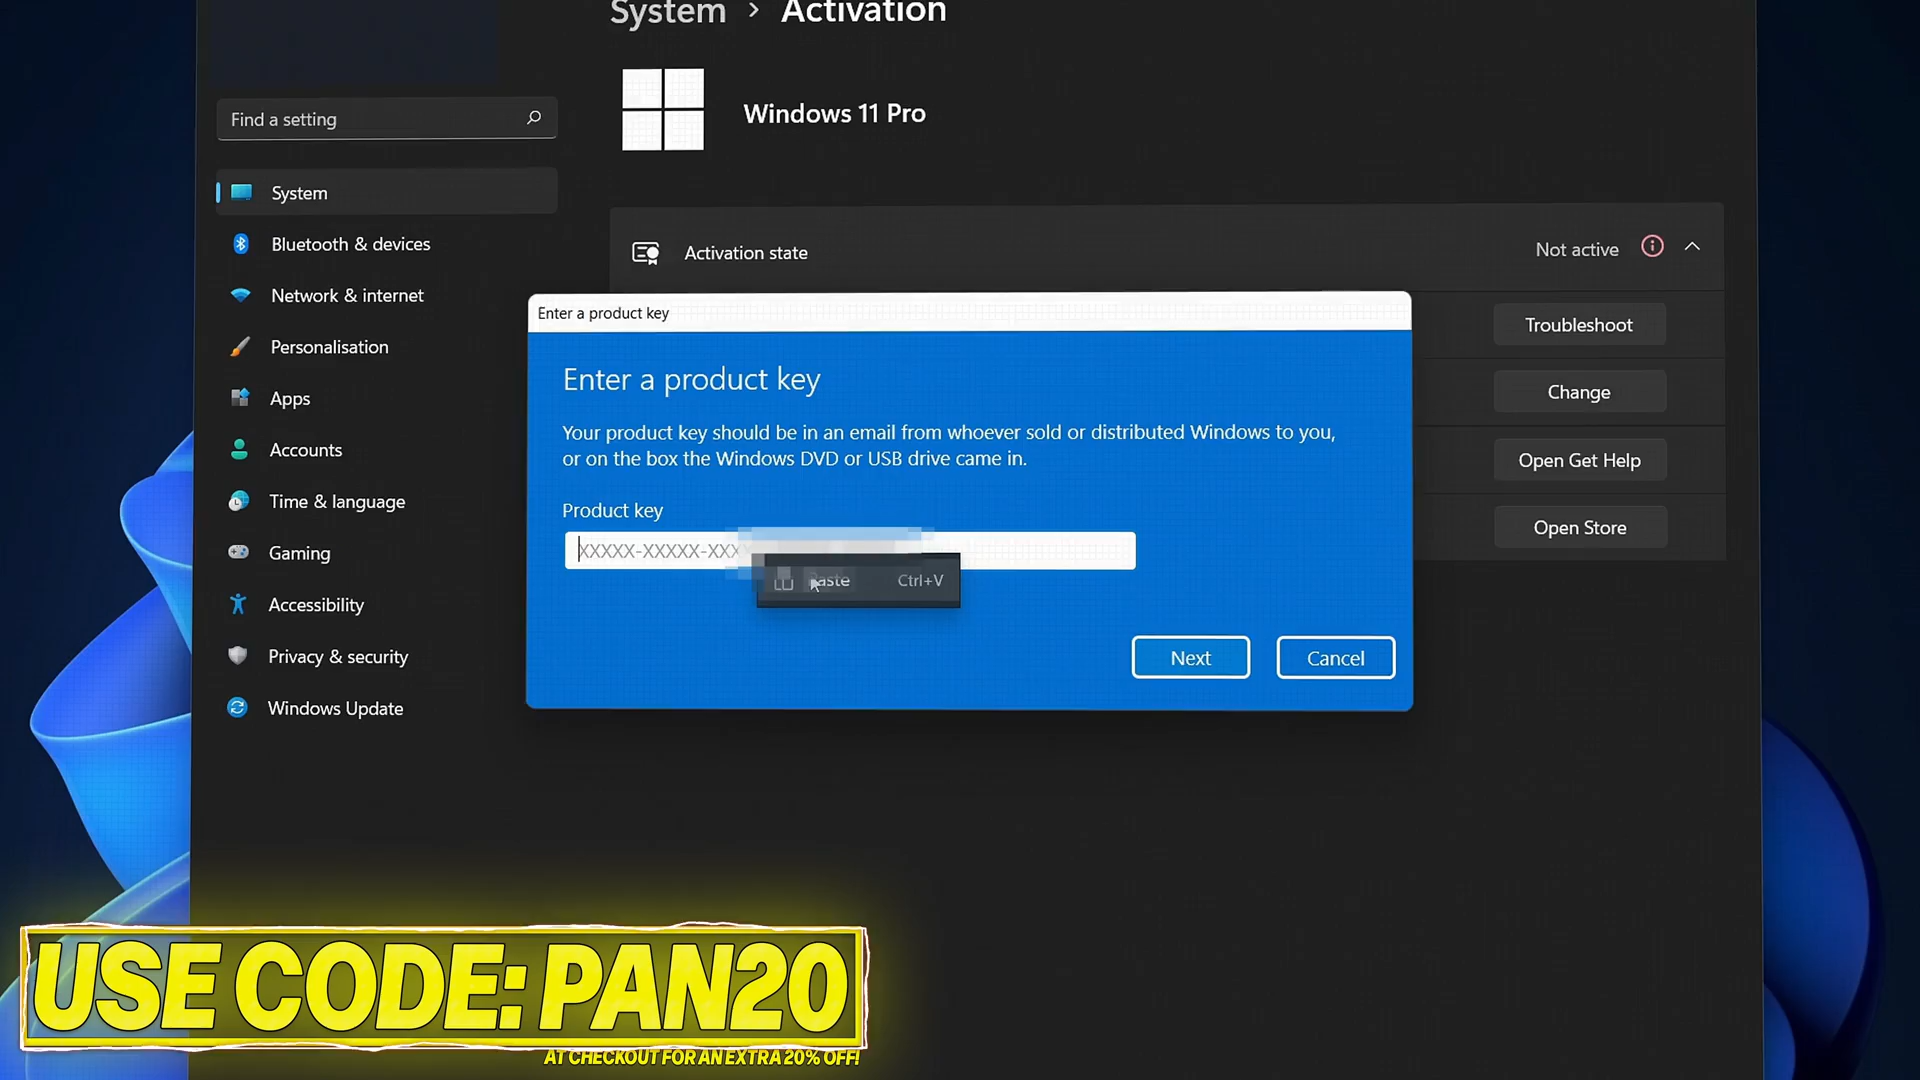 System > Activation
Find a setting
Windows 11 Pro
System
Bluetooth & devices
Network & internet
Personalisation
Apps
Accounts
Time & language
Gaming
Accessibility
Privacy & security
Windows Update
Activation state
Not active
Troubleshoot
Change
Open Get Help
Open Store
Enter a product key
Enter a product key
Your product key should be in an email from whoever sold or distributed Windows to you,
or on the box the Windows DVD or USB drive came in.
Product key
XXXXX-XXXXX-XXXX
Paste Ctrl+V
Next
Cancel
USE CODE: PAN20
AT CHECKOUT FOR AN EXTRA 20% OFF!